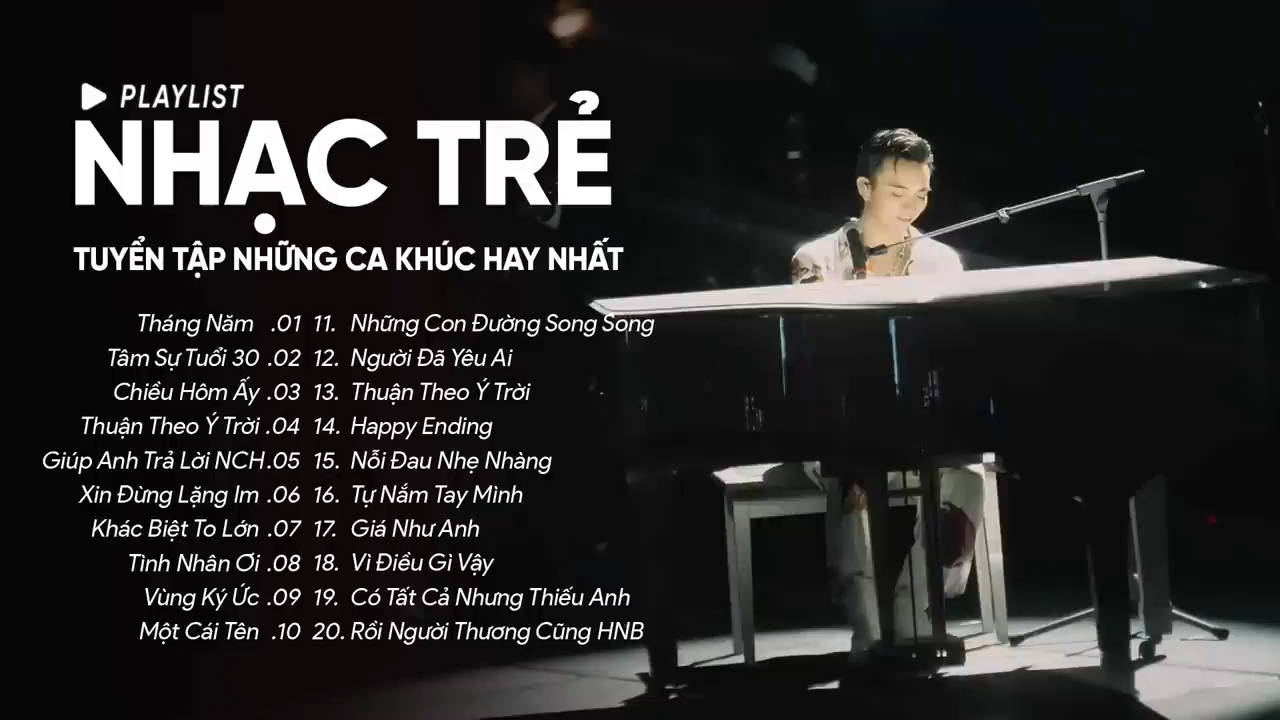 PLAYLIST
NHẠC TRẺ
TUYỂN TẬP NHỮNG CA KHÚC HAY NHẤT
Tháng Năm .01
Tâm Sự Tuổi 30 .02
Chiều Hôm Ấy .03
Thuận Theo Ý Trời .04
Giúp Anh Trả Lời NCH.05
Xin Đừng Lặng Im .06
Khác Biệt To Lớn .07
Tình Nhân Ơi .08
Vùng Ký Ức .09
Một Cái Tên .10
11. Những Con Đường Song Song
12. Người Đã Yêu Ai
13. Thuận Theo Ý Trời
14. Happy Ending
15. Nỗi Đau Nhẹ Nhàng
16. Tự Nắm Tay Mình
17. Giá Như Anh
18. Vì Điều Gì Vậy
19. Có Tất Cả Nhưng Thiếu Anh
20. Rồi Người Thương Cũng HNB